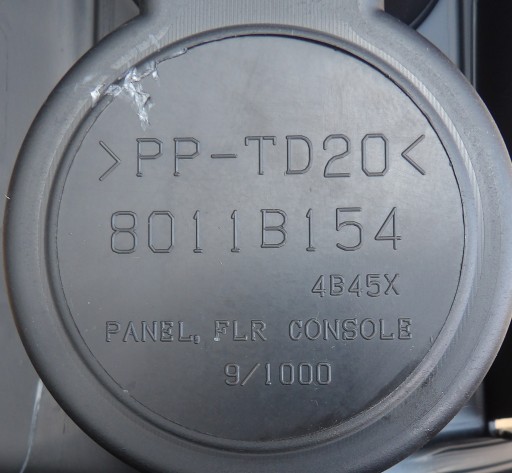 >PP-TD20<
8011B154
4B45X
PANEL, FLR CONSOLE
9/1000